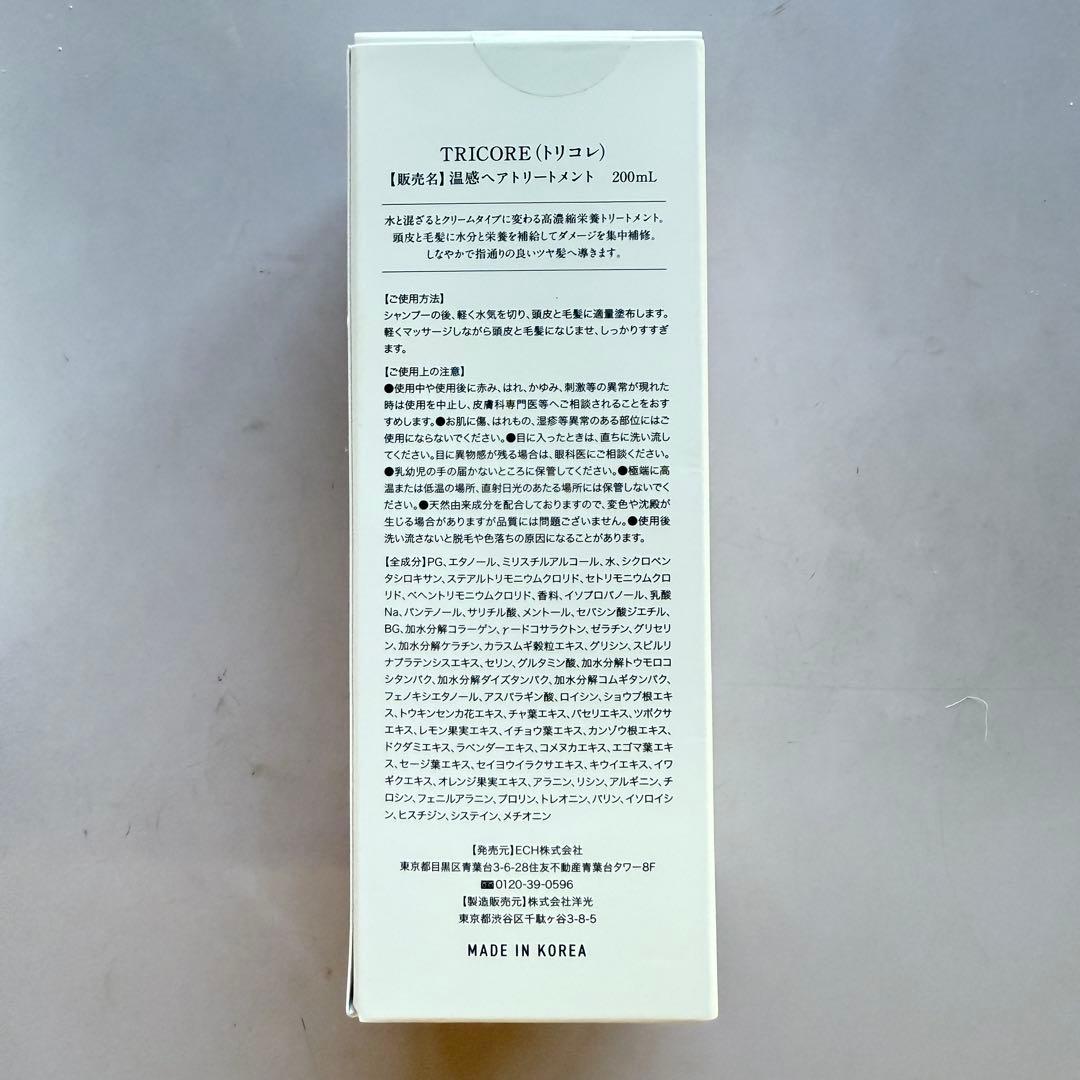 TRICORE(トリコレ)
【販売名】温感ヘアトリートメント 200mL
水と混ざるとクリームタイプに変わる高濃縮栄養トリートメント。
頭皮と毛髪に水分と栄養を補給してダメージを集中補修。
しなやかで指通りの良いツヤ髪へ導きます。
【ご使用方法】
シャンプーの後、軽く水気を切り、頭皮と毛髪に適量塗布します。
軽くマッサージしながら頭皮と毛髪になじませ、しっかりすすぎ
ます。
【ご使用上の注意】
●使用中や使用後に赤み、はれ、かゆみ、刺激等の異常が現れた
時は使用を中止し、皮膚科専門医等へご相談されることをおす
すめします。●お肌に傷、はれもの、湿疹等異常のある部位にはご
使用にならないでください。●目に入ったときは、直ちに洗い流し
てください。目に異物感が残る場合は、眼科医にご相談ください。
●乳幼児の手の届かないところに保管してください。●極端に高
温または低温の場所、直射日光のあたる場所には保管しないでく
ださい。●天然由来成分を配合しておりますので、変色や沈殿が
生じる場合がありますが品質には問題ございません。●使用後
洗い流さないと脱毛や色落ちの原因になることがあります。
【全成分】PG、エタノール、ミリスチルアルコール、水、シクロペン
タシロキサン、ステアルトリモニウムクロリド、セトリモニウムクロ
リド、ベヘントリモニウムクロリド、香料、イソプロパノール、乳酸
Na、パンテノール、サリチル酸、メントール、セバシン酸ジエチル、
BG、加水分解コラーゲン、γードコサラクトン、ゼラチン、グリセリ
ン、加水分解ケラチン、カラスムギ穀粒エキス、グリシン、スピルリ
ナプラテンシスエキス、セリン、グルタミン酸、加水分解トウモロコ
シタンパク、加水分解ダイズタンパク、加水分解コムギタンパク、
フェノキシエタノール、アスパラギン酸、ロイシン、ショウブ根エキ
ス、トウキンセンカ花エキス、チャ葉エキス、パセリエキス、ツボクサ
エキス、レモン果実エキス、イチョウ葉エキス、カンゾウ根エキス、
ドクダミエキス、ラベンダーエキス、コメヌカエキス、エゴマ葉エキ
ス、セージ葉エキス、セイヨウイラクサエキス、キウイエキス、イワ
ギクエキス、オレンジ果実エキス、アラニン、リシン、アルギニン、チ
ロシン、フェニルアラニン、プロリン、トレオニン、バリン、イソロイシ
ン、ヒスチジン、システイン、メチオニン
【発売元】ECH株式会社
東京都目黒区青葉台3-6-28住友不動産青葉台タワー8F
0120-39-0596
【製造販売元】株式会社洋光
東京都渋谷区千駄ヶ谷3-8-5
MADE IN KOREA